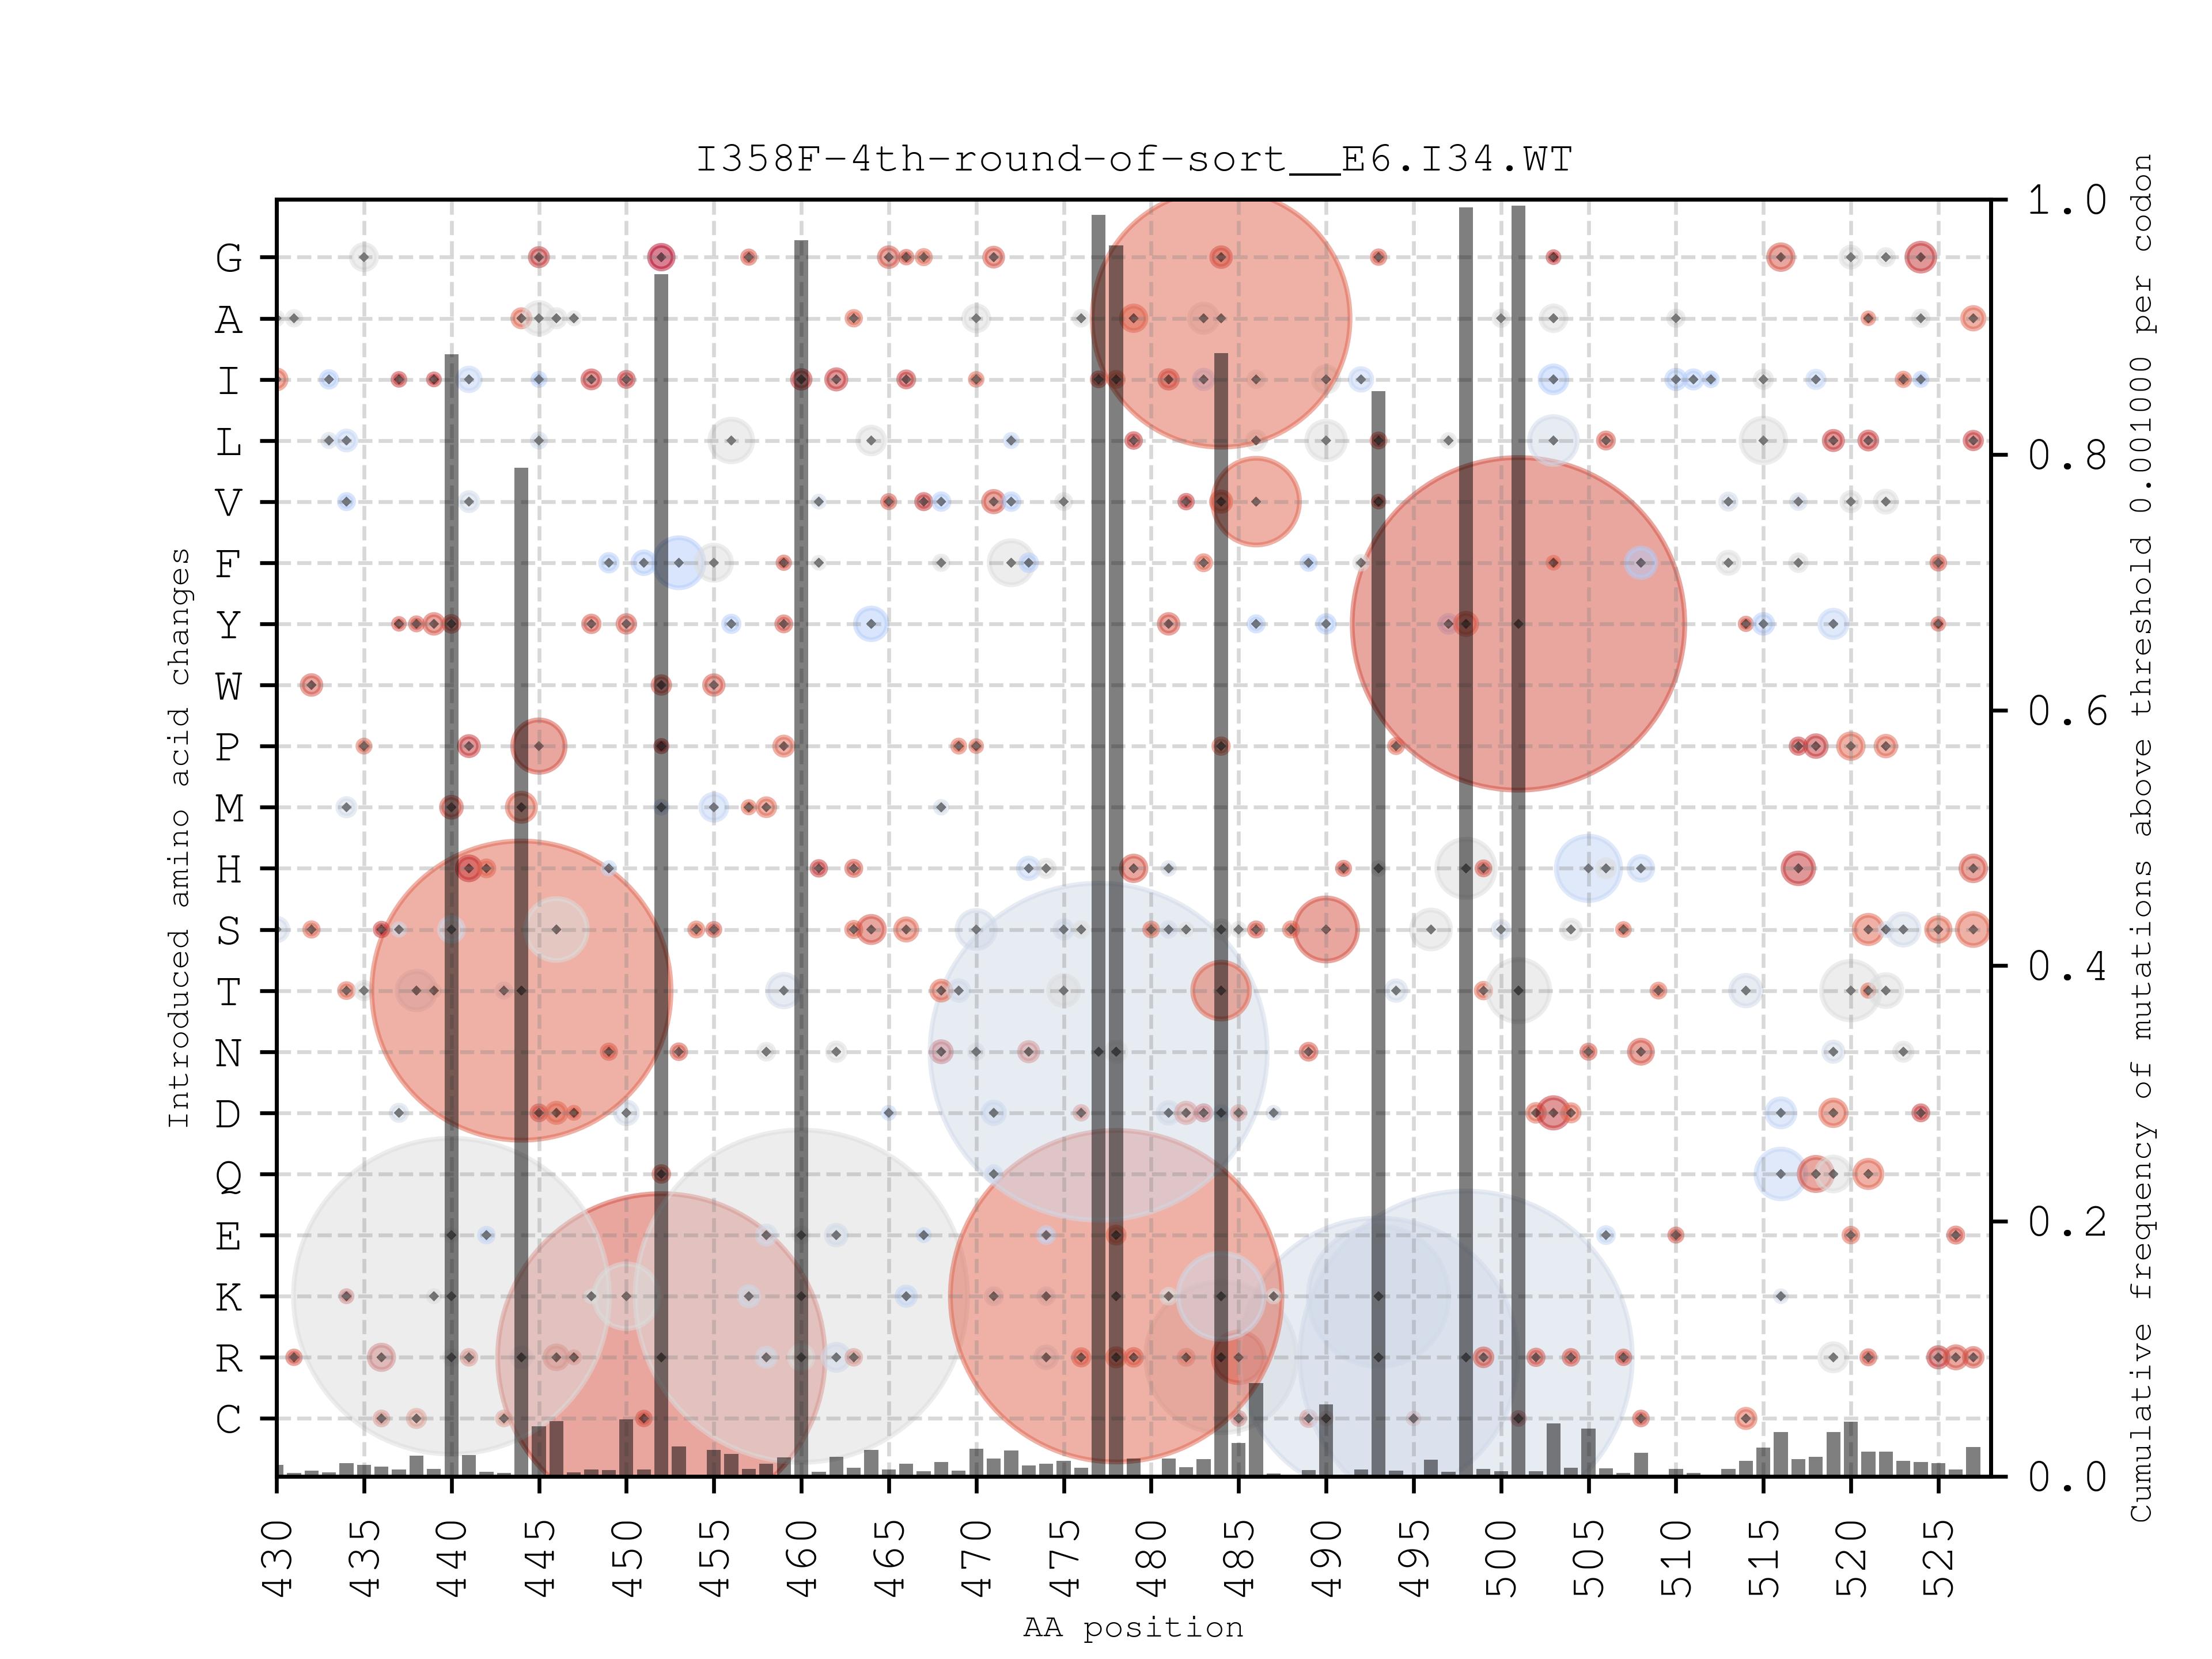 I358F-4th-round-of-sort__E6.I34.WT
Introduced amino acid changes
G
A
I
L
V
F
Y
W
P
M
H
S
T
N
D
Q
E
K
R
C
430 435 440 445 450 455 460 465 470 475 480 485 490 495 500 505 510 515 520 525
AA position
1.0
0.8
0.6
0.4
0.2
0.0
Cumulative frequency of mutations above threshold 0.001000 per codon